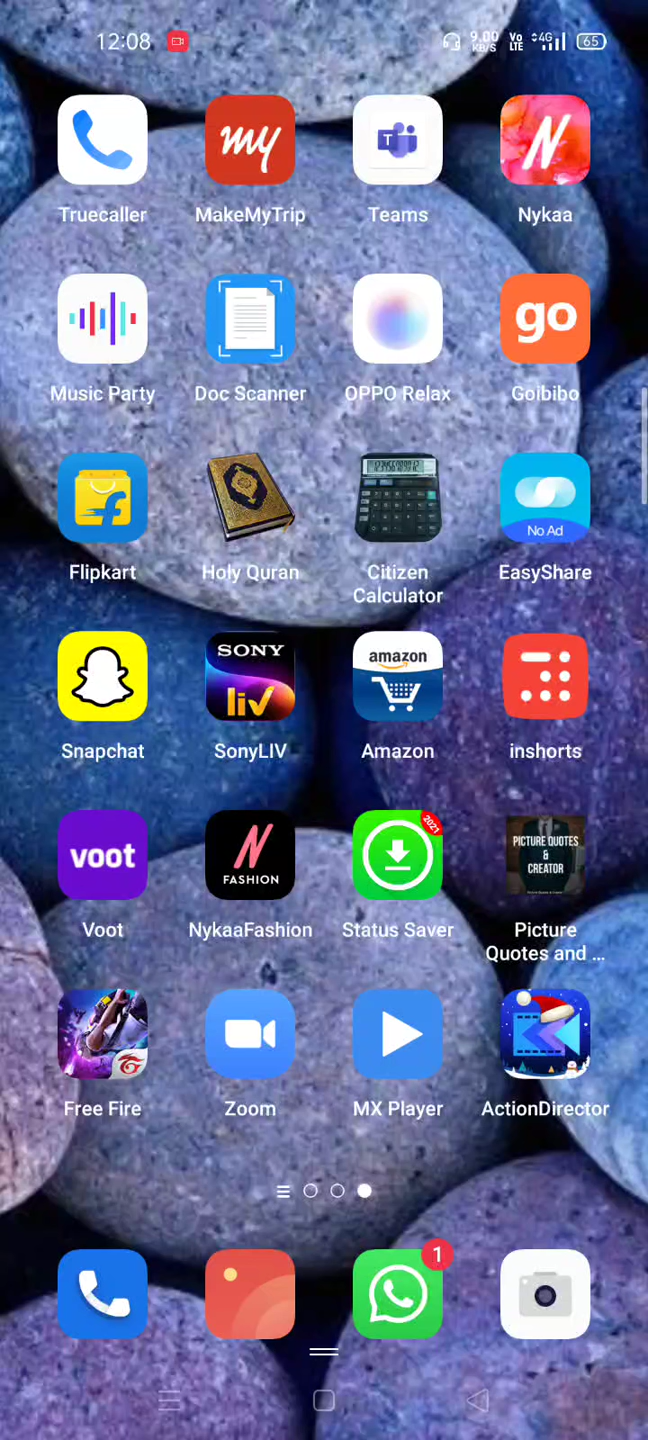 12:08 9.00 KB/S Vo LTE 4G 65
my T N
Truecaller MakeMyTrip Teams Nykaa
go
Music Party Doc Scanner OPPO Relax Goibibo
f No Ad
Flipkart Holy Quran Citizen Calculator EasyShare
SONY liv amazon
Snapchat SonyLIV Amazon inshorts
voot N FASHION 2021 PICTURE QUOTES & CREATOR
Voot NykaaFashion Status Saver Picture Quotes and ...
Free Fire Zoom MX Player ActionDirector
1